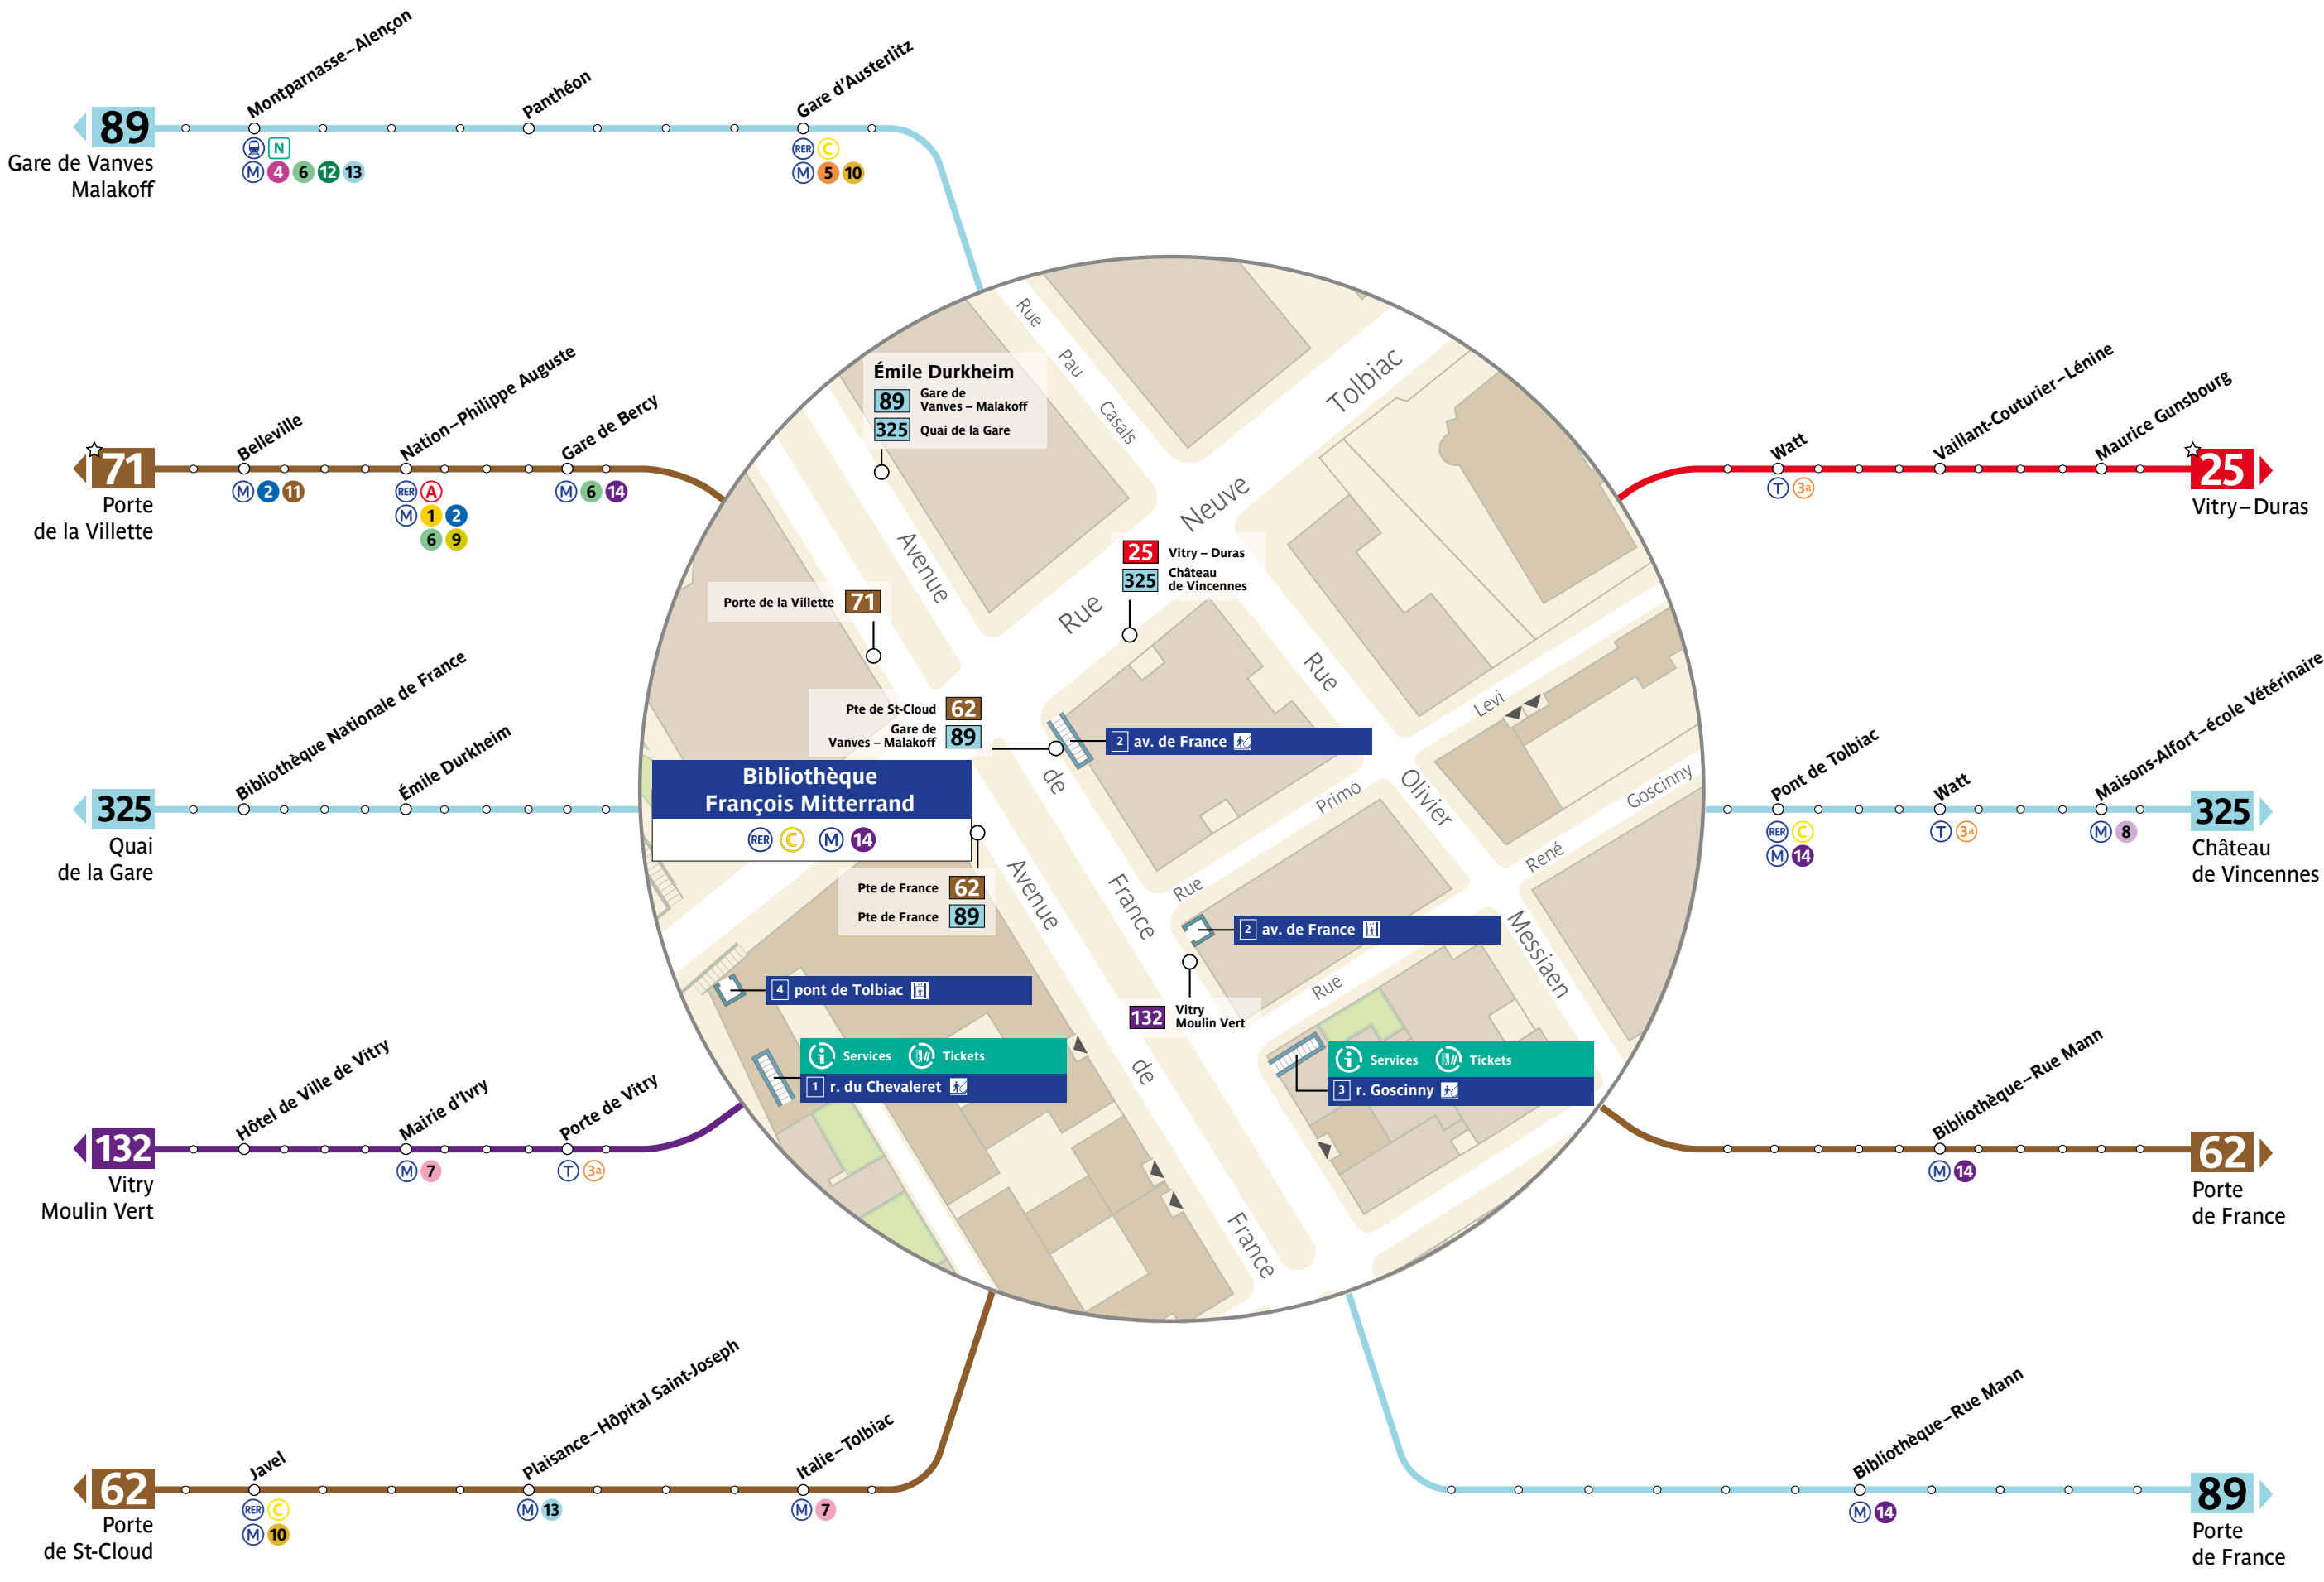 Montparnasse–Alençon
Panthéon
Gare d'Austerlitz
89
Gare de Vanves
Malakoff
N
M 4 6 12 13
RER C
M 5 10
Belleville
Nation–Philippe Auguste
Gare de Bercy
71
Porte
de la Villette
M 2 11
RER A
M 1 2
6 9
M 6 14
Bibliothèque Nationale de France
Émile Durkheim
325
Quai
de la Gare
Hôtel de Ville de Vitry
Mairie d'Ivry
Porte de Vitry
132
Vitry
Moulin Vert
M 7
T 3a
Javel
Plaisance–Hôpital Saint-Joseph
Italie–Tolbiac
62
Porte
de St-Cloud
RER C
M 10
M 13
M 7
Rue
Pau
Casals
Émile Durkheim
89 Gare de
Vanves – Malakoff
325 Quai de la Gare
Tolbiac
Neuve
Rue
Avenue
25 Vitry – Duras
325 Château
de Vincennes
Porte de la Villette 71
Rue
Levi
Pte de St-Cloud 62
Gare de
Vanves – Malakoff 89
2 av. de France
de
Bibliothèque
François Mitterrand
RER C M 14
Olivier
Primo
Goscinny
René
Rue
Pte de France 62
Pte de France 89
Avenue
France
2 av. de France
Messiaen
Rue
4 pont de Tolbiac
132 Vitry
Moulin Vert
de
Services Tickets
1 r. du Chevaleret
Services Tickets
3 r. Goscinny
France
Watt
Vaillant-Couturier–Lénine
Maurice Gunsbourg
25
Vitry–Duras
T 3a
Pont de Tolbiac
Watt
Maisons-Alfort–école Vétérinaire
325
Château
de Vincennes
RER C
M 14
T 3a
M 8
Bibliothèque–Rue Mann
62
Porte
de France
M 14
Bibliothèque–Rue Mann
89
Porte
de France
M 14